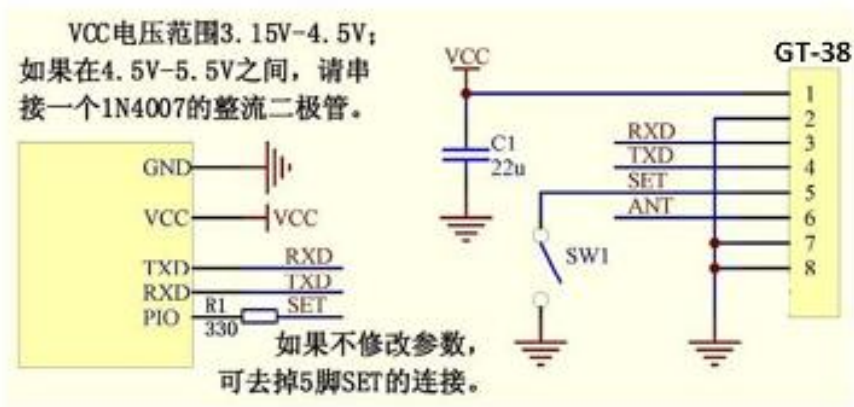 VCC电压范围3.15V-4.5V;
如果在4.5V-5.5V之间，请串
接一个1N4007的整流二极管。
GND
VCC
VCC
TXD
RXD
RXD
TXD
PIO
R1
330
SET
如果不修改参数，
可去掉5脚SET的连接。
VCC
C1
22u
RXD
TXD
SET
ANT
SW1
GT-38
1
2
3
4
5
6
7
8